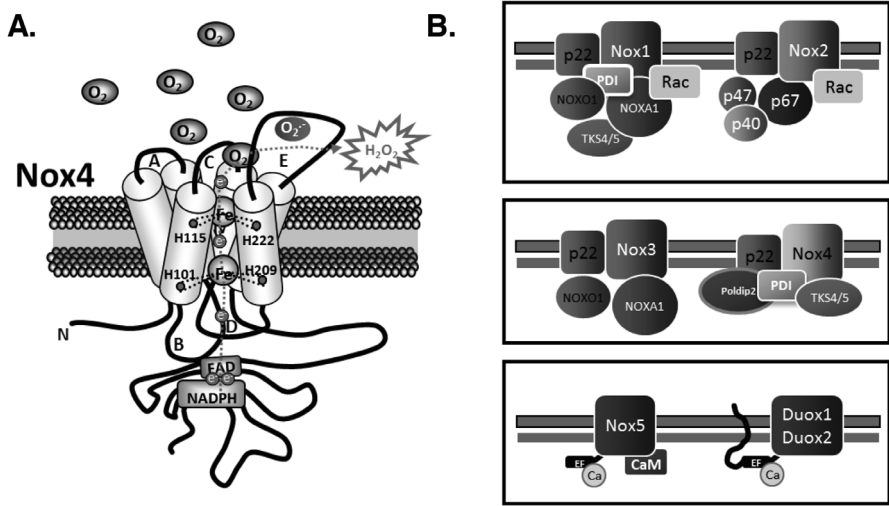 A.
O₂
O₂
O₂
O₂
O₂
O₂
O₂·-
H₂O₂
Nox4
A
C
E
e⁻
Fe
H115
H222
e⁻
H101
Fe
H209
e⁻
N
B
D
FAD
e⁻ e⁻
NADPH
B.
p22
Nox1
PDI
Rac
NOXO1
NOXA1
TKS4/5
p22
Nox2
Rac
p47
p67
p40
p22
Nox3
NOXO1
NOXA1
p22
Nox4
Poldip2
PDI
TKS4/5
Nox5
EF
CaM
Ca
Duox1
Duox2
EF
Ca